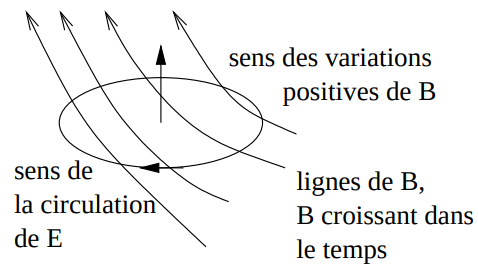 sens des variations
positives de B
sens de
la circulation
de E
lignes de B,
B croissant dans
le temps